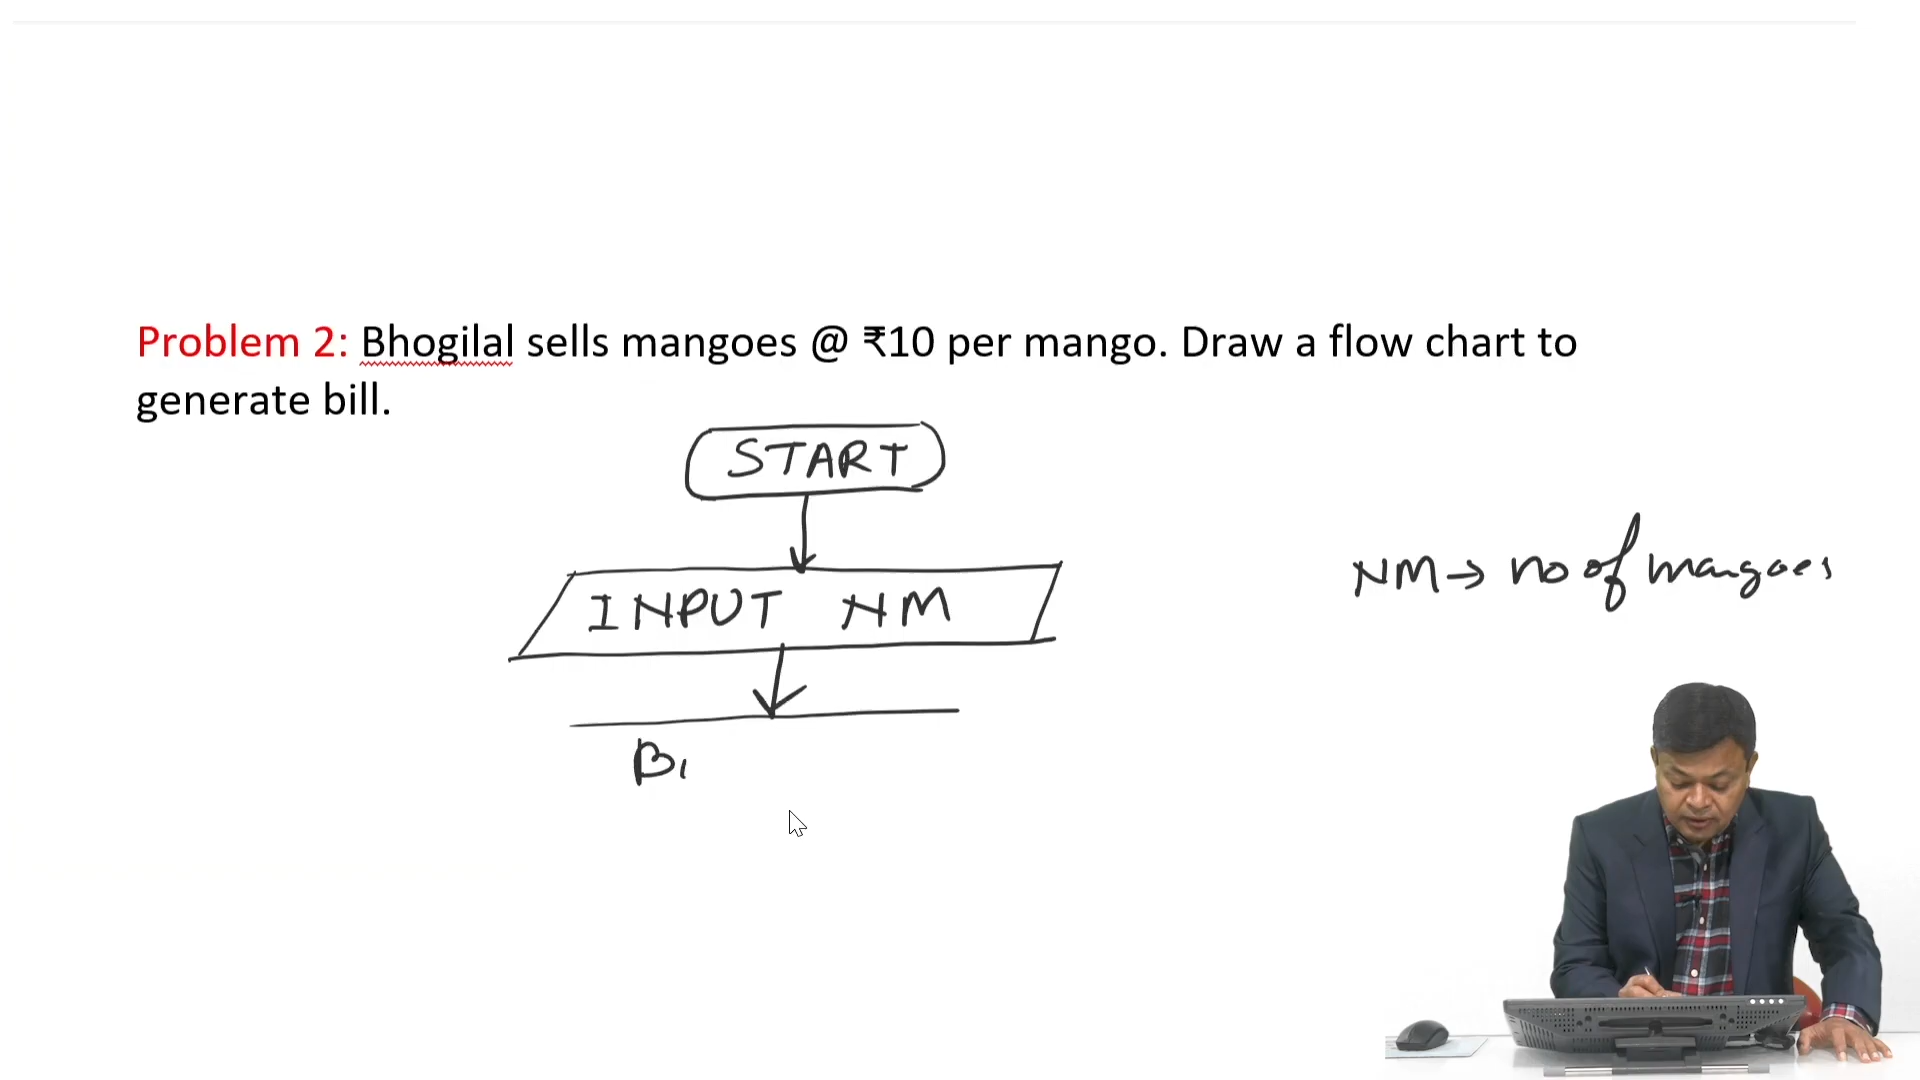 Problem 2: Bhogilal sells mangoes @ ₹10 per mango. Draw a flow chart to
generate bill.
START
INPUT NM
NM → no of mangoes
Bi